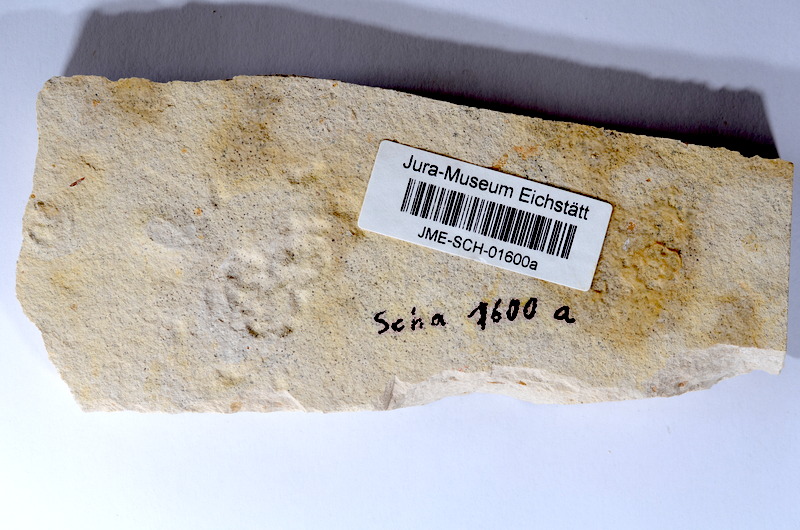 Jura-Museum Eichstätt
JME-SCH-01600a
Scha 1600 a